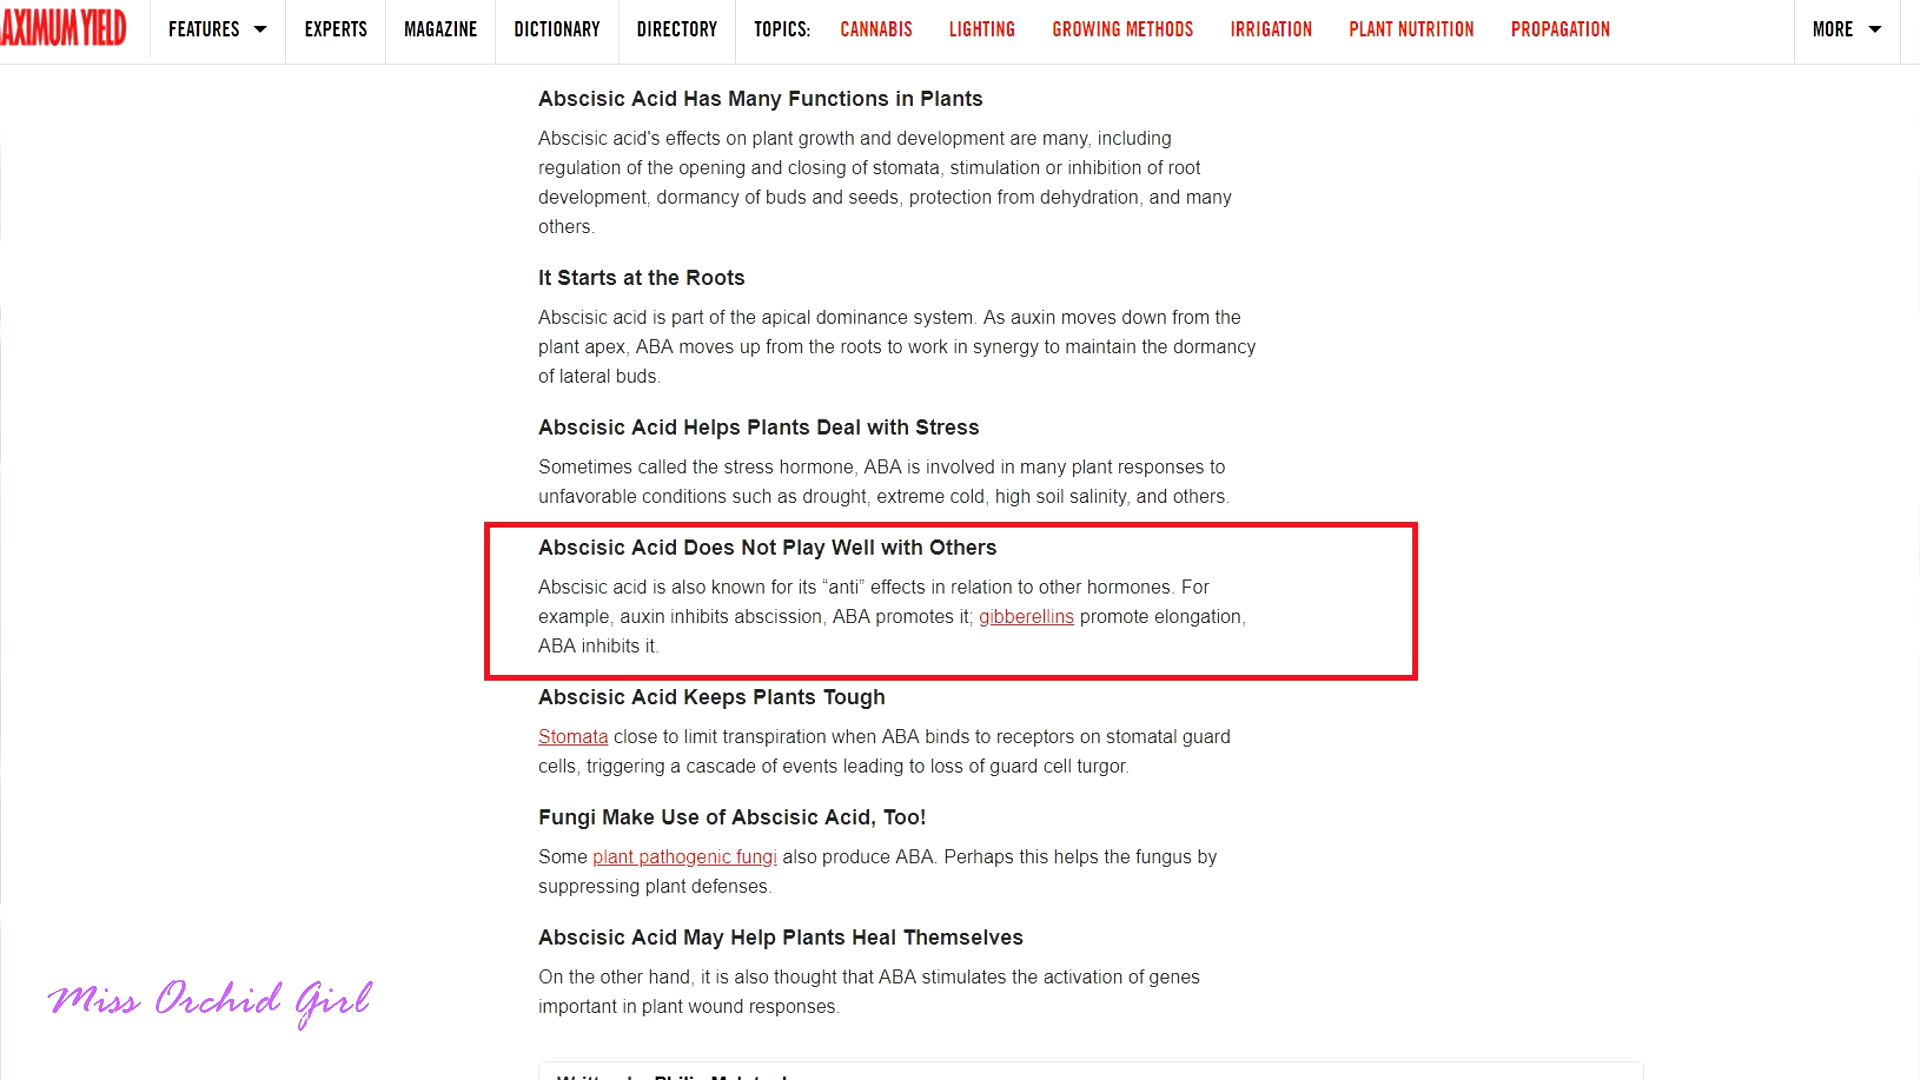 AXIMUM YIELD FEATURES EXPERTS MAGAZINE DICTIONARY DIRECTORY TOPICS: CANNABIS LIGHTING GROWING METHODS IRRIGATION PLANT NUTRITION PROPAGATION MORE
Abscisic Acid Has Many Functions in Plants
Abscisic acid's effects on plant growth and development are many, including
regulation of the opening and closing of stomata, stimulation or inhibition of root
development, dormancy of buds and seeds, protection from dehydration, and many
others.
It Starts at the Roots
Abscisic acid is part of the apical dominance system. As auxin moves down from the
plant apex, ABA moves up from the roots to work in synergy to maintain the dormancy
of lateral buds.
Abscisic Acid Helps Plants Deal with Stress
Sometimes called the stress hormone, ABA is involved in many plant responses to
unfavorable conditions such as drought, extreme cold, high soil salinity, and others.
Abscisic Acid Does Not Play Well with Others
Abscisic acid is also known for its “anti” effects in relation to other hormones. For
example, auxin inhibits abscission, ABA promotes it; gibberellins promote elongation,
ABA inhibits it.
Abscisic Acid Keeps Plants Tough
Stomata close to limit transpiration when ABA binds to receptors on stomatal guard
cells, triggering a cascade of events leading to loss of guard cell turgor.
Fungi Make Use of Abscisic Acid, Too!
Some plant pathogenic fungi also produce ABA. Perhaps this helps the fungus by
suppressing plant defenses.
Abscisic Acid May Help Plants Heal Themselves
On the other hand, it is also thought that ABA stimulates the activation of genes
important in plant wound responses.
Miss Orchid Girl